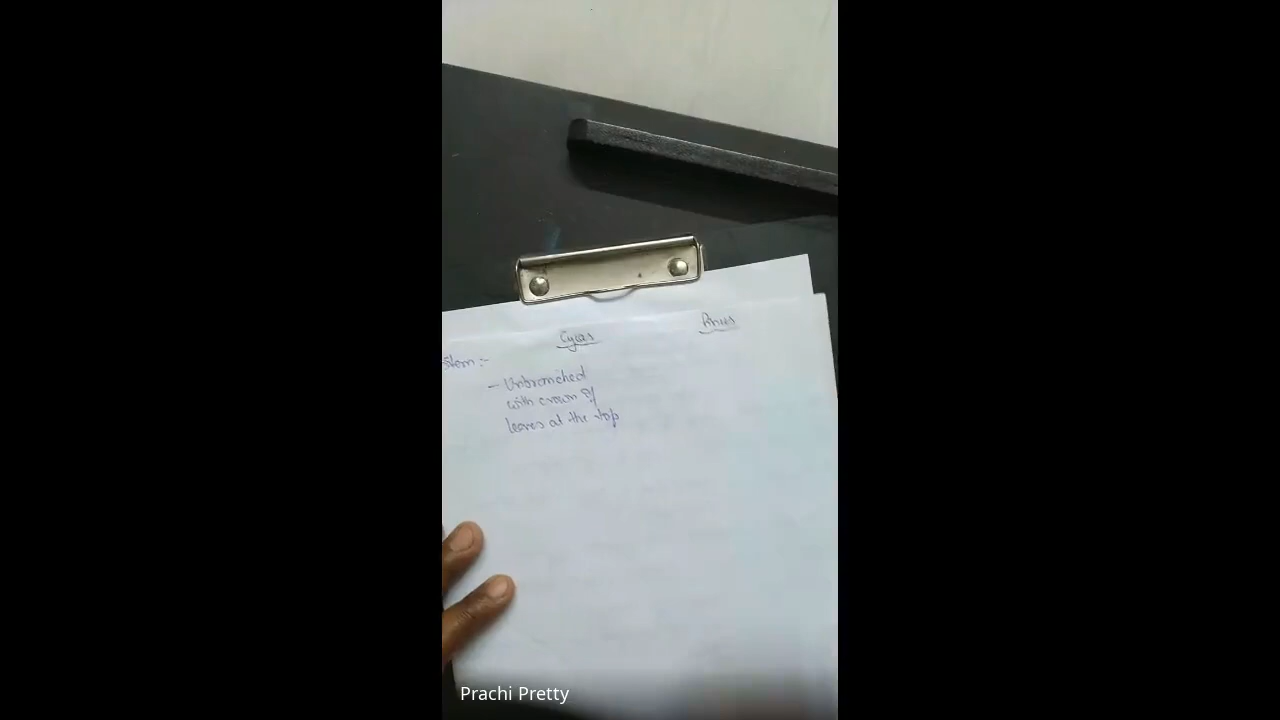 Cycas Pinus
Stem:-
- Unbranched
with crown of
leaves at the top
Prachi Pretty